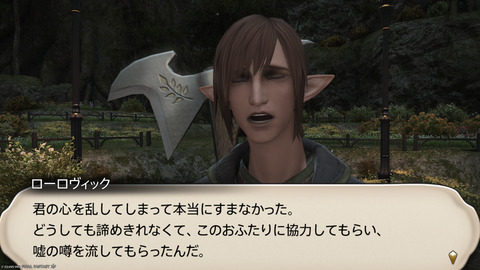 ローロヴィック
君の心を乱してしまって本当にすまなかった。
どうしても諦めきれなくて、このおふたりに協力してもらい、
嘘の噂を流してもらったんだ。